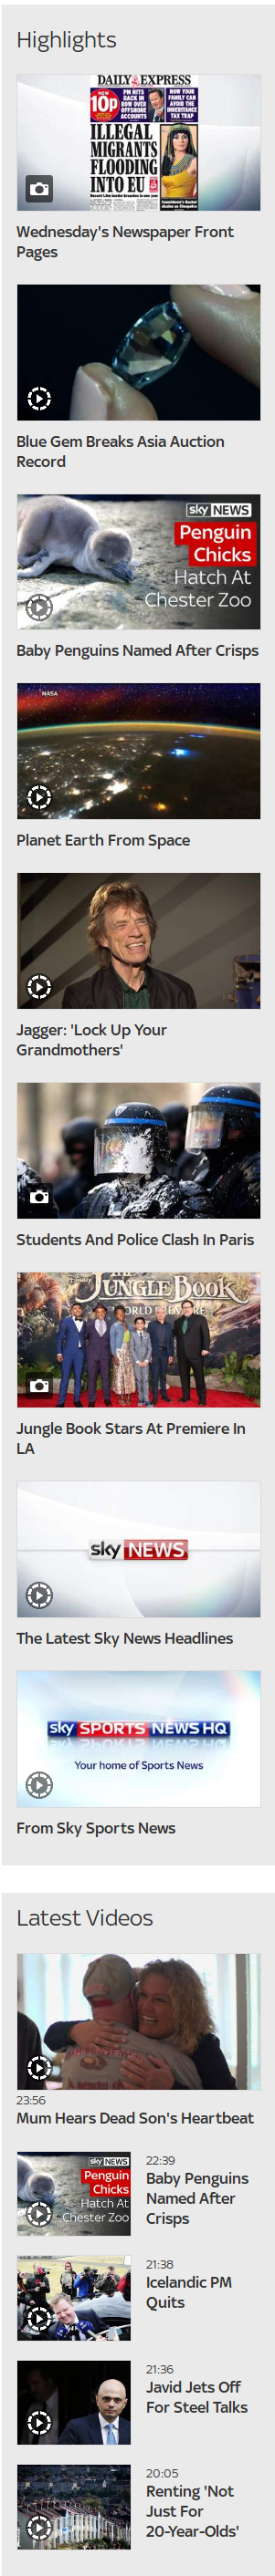 Highlights
DAILY EXPRESS
NOW
10p
PM HITS
BACK IN
ROW OVER
OFFSHORE
ACCOUNTS
HOW YOUR
FAMILY CAN
AVOID THE
INHERITANCE
TAX TRAP
ILLEGAL
MIGRANTS
FLOODING
INTO EU
Wednesday's Newspaper Front
Pages
Blue Gem Breaks Asia Auction
Record
sky NEWS
Penguin
Chicks
Hatch At
Chester Zoo
Baby Penguins Named After Crisps
NASA
Planet Earth From Space
Jagger: 'Lock Up Your
Grandmothers'
Students And Police Clash In Paris
Disney
THE
JUNGLE BOOK
WORLD PREMIERE
Jungle Book Stars At Premiere In
LA
sky NEWS
The Latest Sky News Headlines
sky SPORTS NEWS HQ
Your home of Sports News
From Sky Sports News
Latest Videos
23:56
Mum Hears Dead Son's Heartbeat
sky NEWS
Penguin
Chicks
Hatch At
Chester Zoo
22:39
Baby Penguins
Named After
Crisps
21:38
Icelandic PM
Quits
21:36
Javid Jets Off
For Steel Talks
20:05
Renting 'Not
Just For
20-Year-Olds'